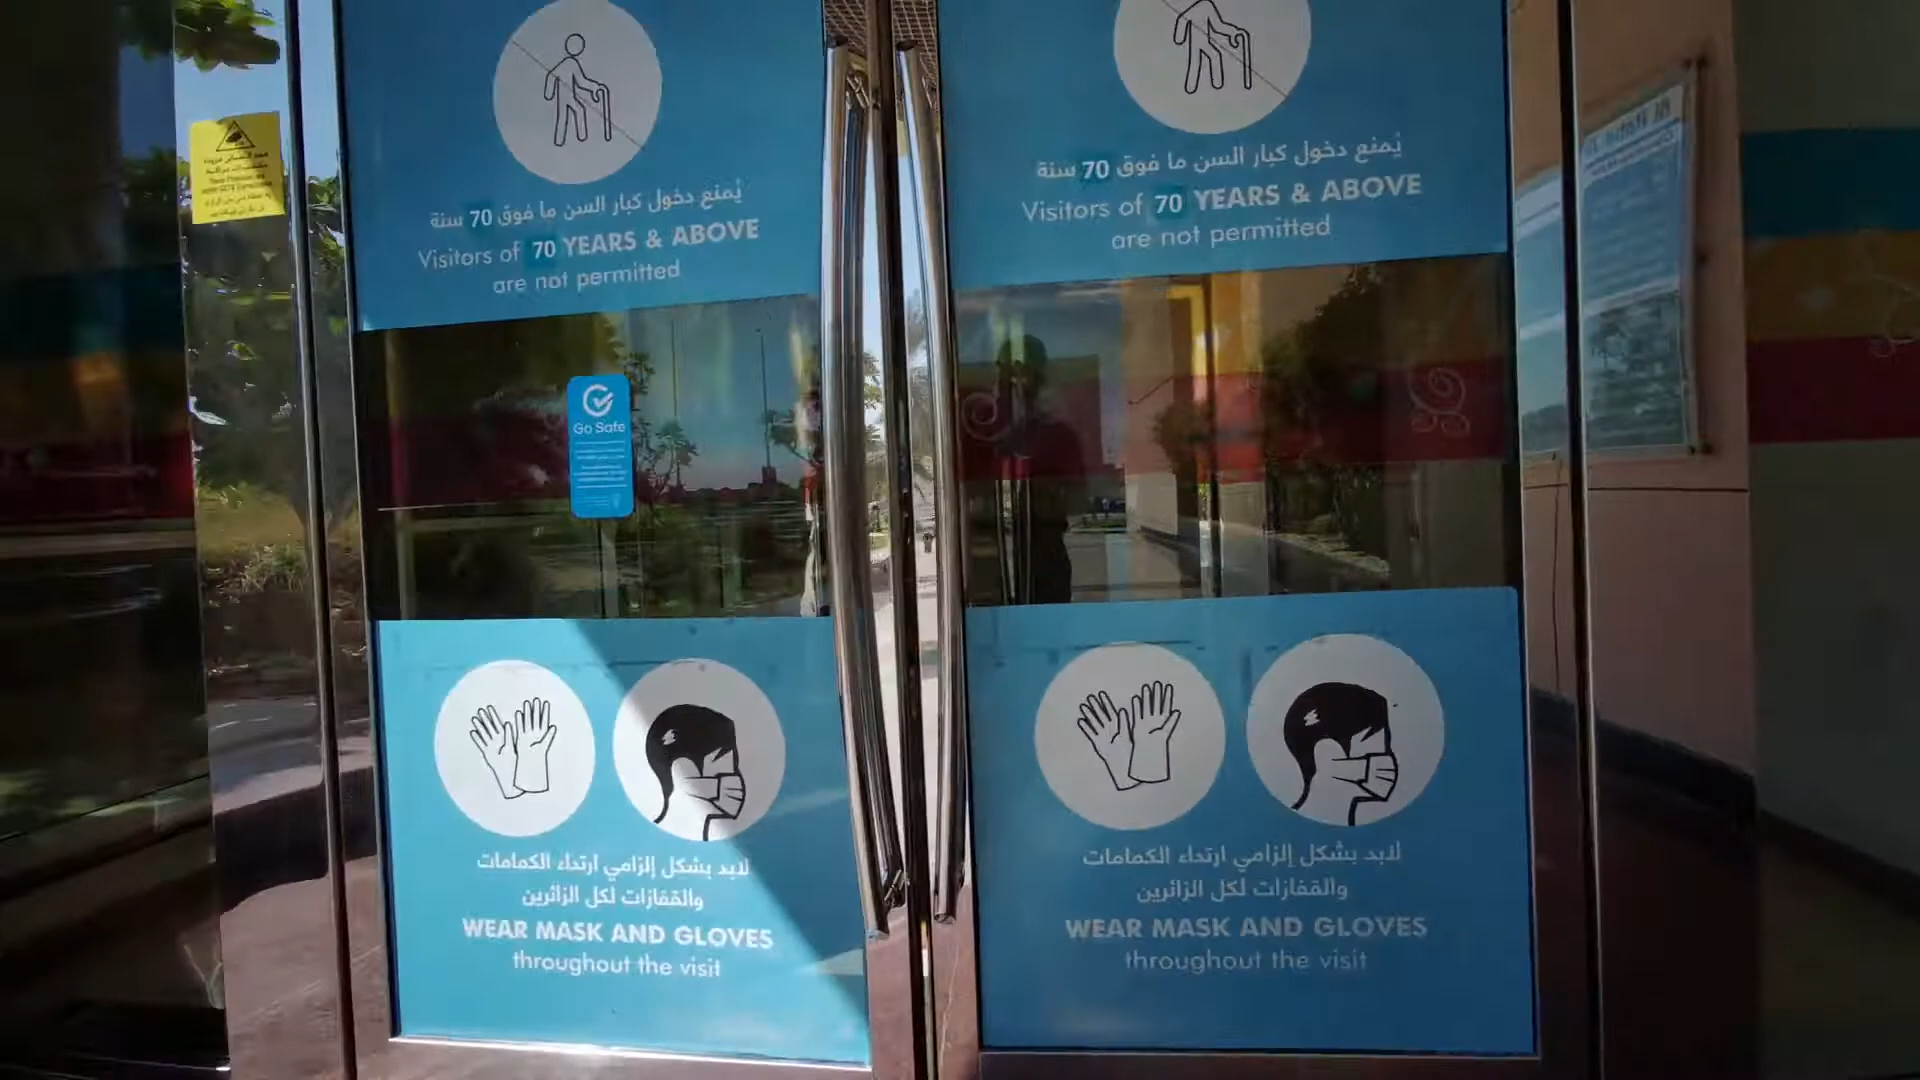 يُمنع دخول كبار السن ما فوق 70 سنة
Visitors of 70 YEARS & ABOVE
are not permitted
يُمنع دخول كبار السن ما فوق 70 سنة
Visitors of 70 YEARS & ABOVE
are not permitted
Go Safe
لابد بشكل إلزامي ارتداء الكمامات
والقفازات لكل الزائرين
WEAR MASK AND GLOVES
throughout the visit
لابد بشكل إلزامي ارتداء الكمامات
والقفازات لكل الزائرين
WEAR MASK AND GLOVES
throughout the visit